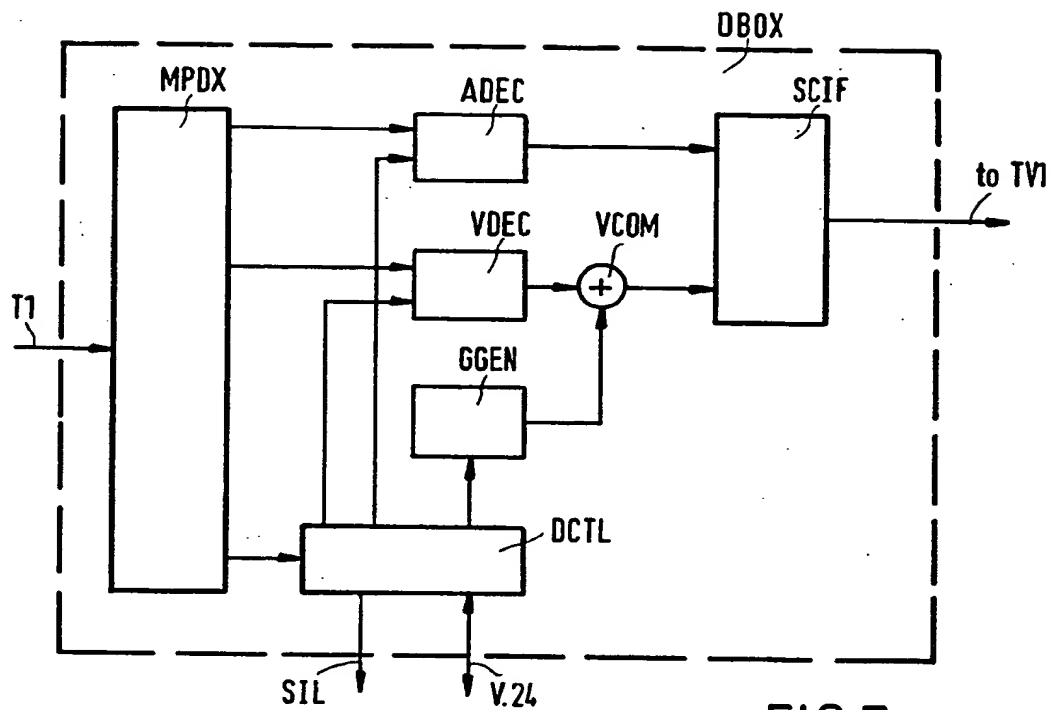 DBOX
MPDX
ADEC
SCIF
to TV1
VDEC
VCOM
T1
GGEN
DCTL
SIL
V.24